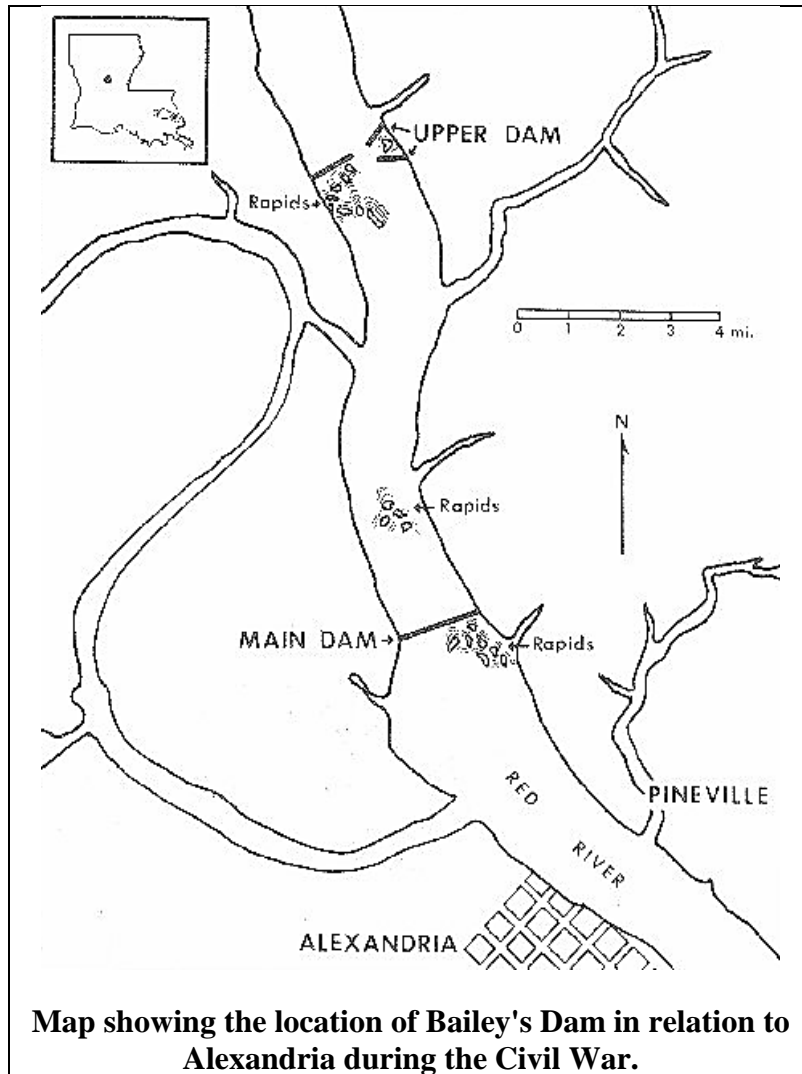 UPPER DAM
Rapids
0 1 2 3 4 mi.
N
Rapids
MAIN DAM
Rapids
RED
RIVER
PINEVILLE
ALEXANDRIA
Map showing the location of Bailey's Dam in relation to
Alexandria during the Civil War.